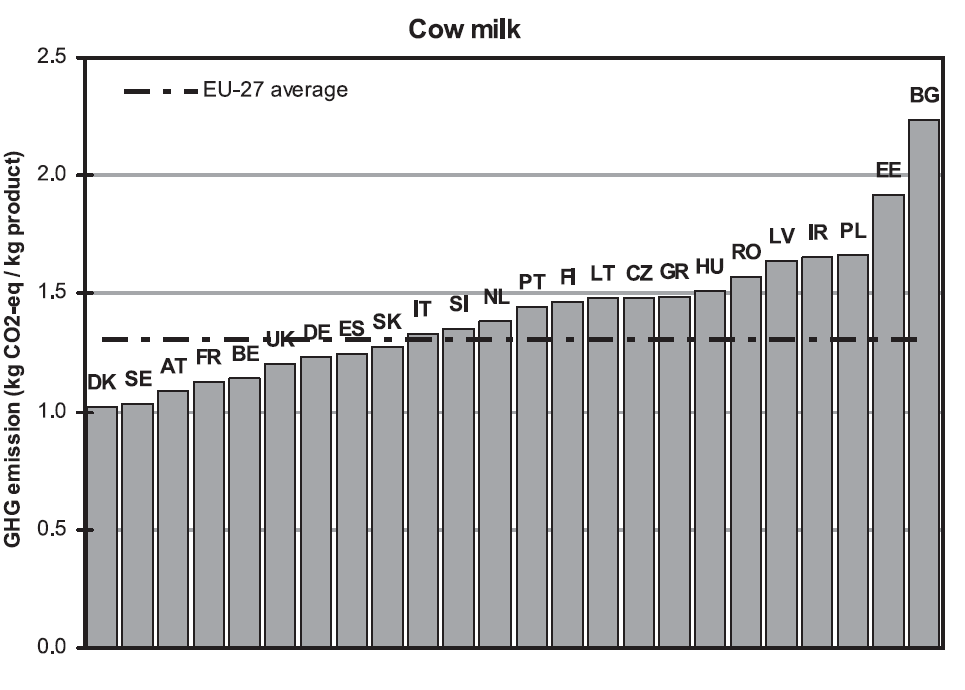 Cow milk
GHG emission (kg CO2-eq / kg product)
2.5
2.0
1.5
1.0
0.5
0.0
EU-27 average
DK
SE
AT
FR
BE
UK
DE
ES
SK
IT
SI
NL
PT
FI
LT
CZ
GR
HU
RO
LV
IR
PL
EE
BG